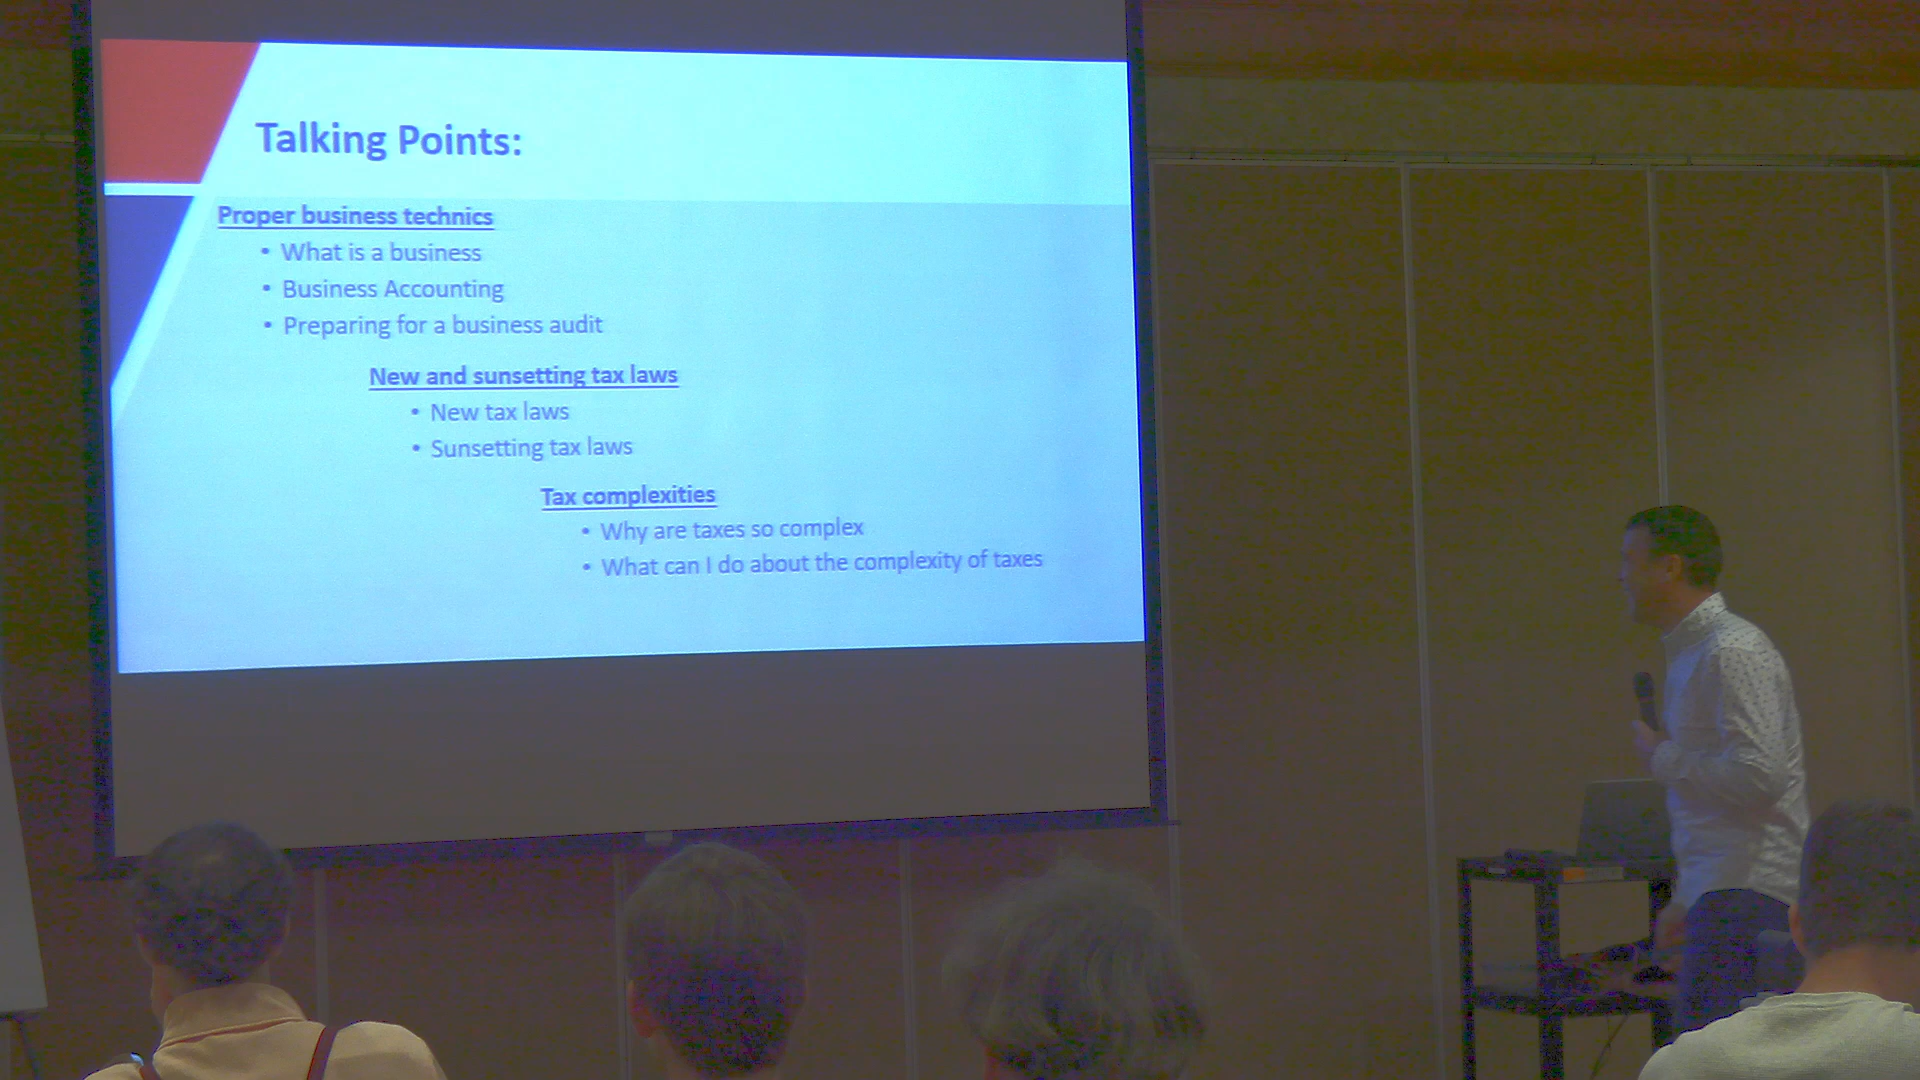 Talking Points:
Proper business technics
• What is a business
• Business Accounting
• Preparing for a business audit
New and sunsetting tax laws
• New tax laws
• Sunsetting tax laws
Tax complexities
• Why are taxes so complex
• What can I do about the complexity of taxes